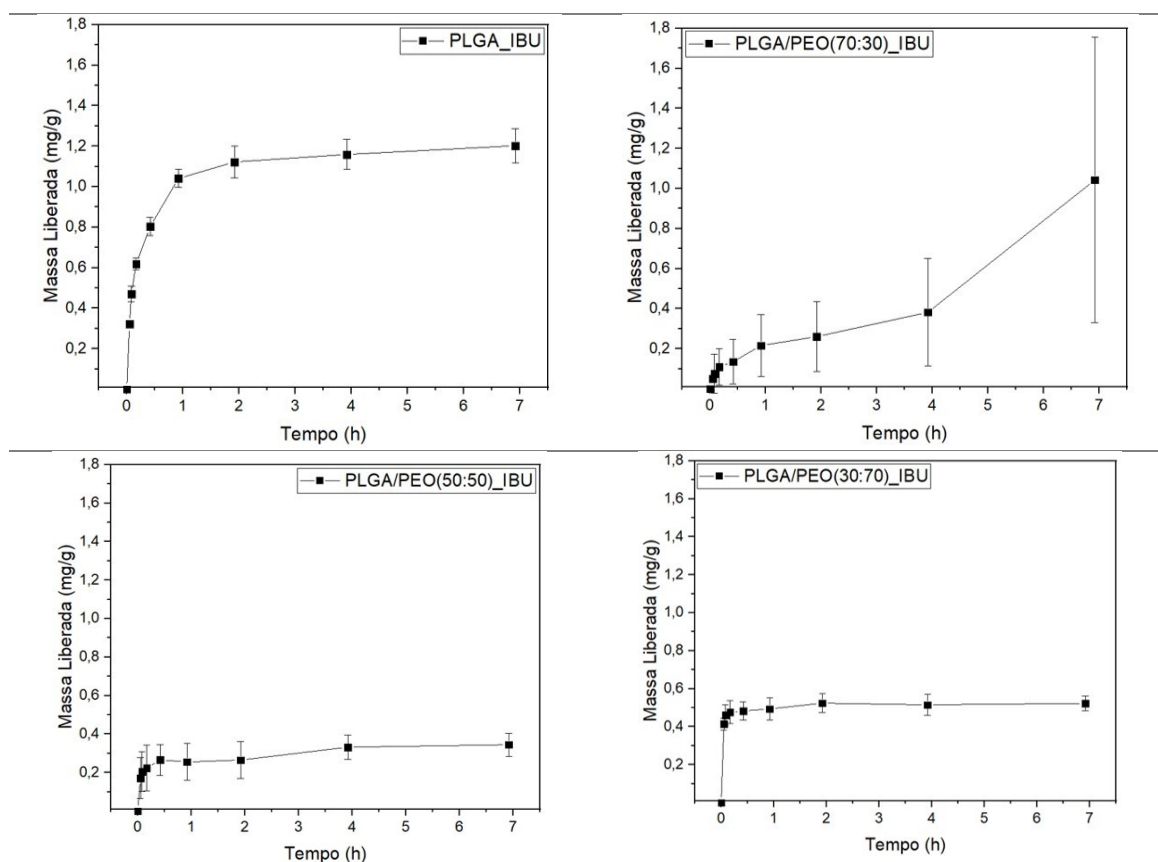 PLGA_IBU
Massa Liberada (mg/g)
1,8
1,6
1,4
1,2
1,0
0,8
0,6
0,4
0,2
0 1 2 3 4 5 6 7
Tempo (h)
PLGA/PEO(70:30)_IBU
Massa Liberada (mg/g)
1,8
1,6
1,4
1,2
1,0
0,8
0,6
0,4
0,2
0 1 2 3 4 5 6 7
Tempo (h)
PLGA/PEO(50:50)_IBU
Massa Liberada (mg/g)
1,8
1,6
1,4
1,2
1,0
0,8
0,6
0,4
0,2
0 1 2 3 4 5 6 7
Tempo (h)
PLGA/PEO(30:70)_IBU
Massa Liberada (mg/g)
1,8
1,6
1,4
1,2
1,0
0,8
0,6
0,4
0,2
0 1 2 3 4 5 6 7
Tempo (h)